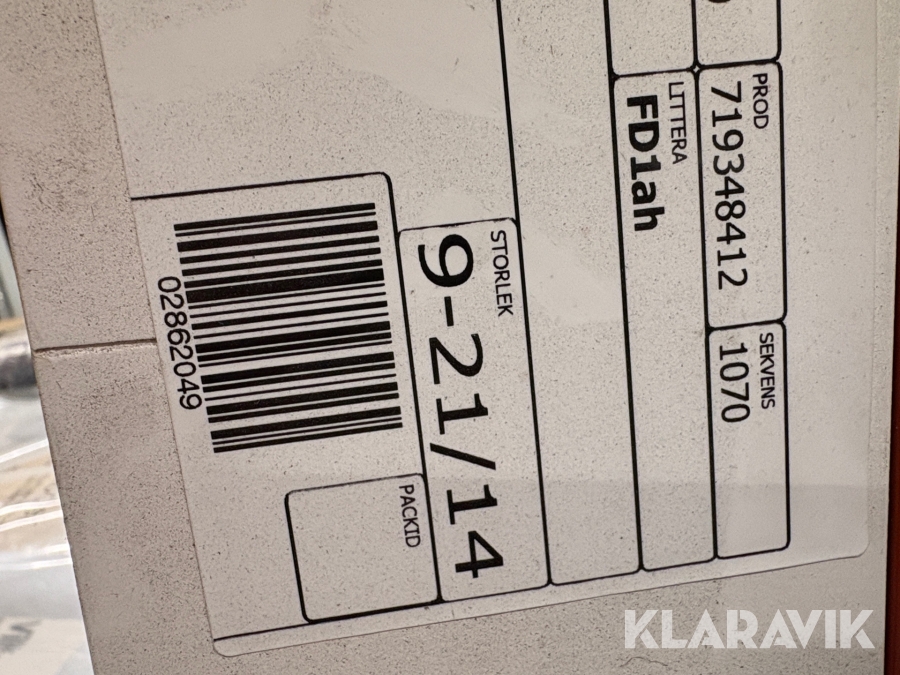 PROD
719348412
SEKVENS
1070
LITTERA
FD1ah
STORLEK
9-21/14
PACKID
02862049
KLARAVIK